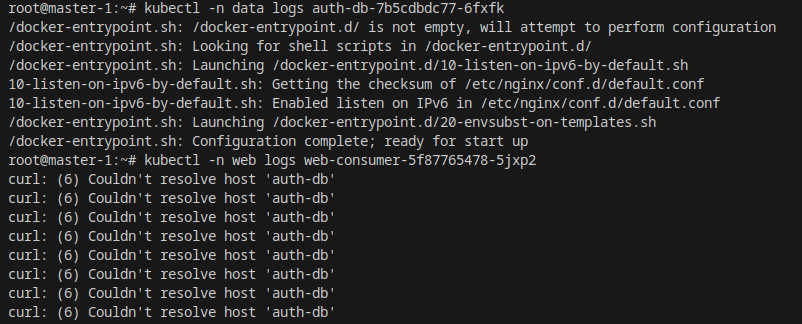 root@master-1:~# kubectl -n data logs auth-db-7b5cdbdc77-6fxfk
/docker-entrypoint.sh: /docker-entrypoint.d/ is not empty, will attempt to perform configuration
/docker-entrypoint.sh: Looking for shell scripts in /docker-entrypoint.d/
/docker-entrypoint.sh: Launching /docker-entrypoint.d/10-listen-on-ipv6-by-default.sh
10-listen-on-ipv6-by-default.sh: Getting the checksum of /etc/nginx/conf.d/default.conf
10-listen-on-ipv6-by-default.sh: Enabled listen on IPv6 in /etc/nginx/conf.d/default.conf
/docker-entrypoint.sh: Launching /docker-entrypoint.d/20-envsubst-on-templates.sh
/docker-entrypoint.sh: Configuration complete; ready for start up
root@master-1:~# kubectl -n web logs web-consumer-5f87765478-5jxp2
curl: (6) Couldn't resolve host 'auth-db'
curl: (6) Couldn't resolve host 'auth-db'
curl: (6) Couldn't resolve host 'auth-db'
curl: (6) Couldn't resolve host 'auth-db'
curl: (6) Couldn't resolve host 'auth-db'
curl: (6) Couldn't resolve host 'auth-db'
curl: (6) Couldn't resolve host 'auth-db'
curl: (6) Couldn't resolve host 'auth-db'